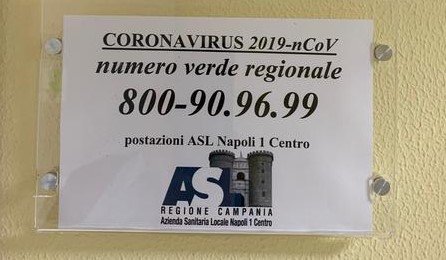 CORONAVIRUS 2019-nCoV
numero verde regionale
800-90.96.99
postazioni ASL Napoli 1 Centro
ASL
REGIONE CAMPANIA
Azienda Sanitaria Locale Napoli 1 Centro